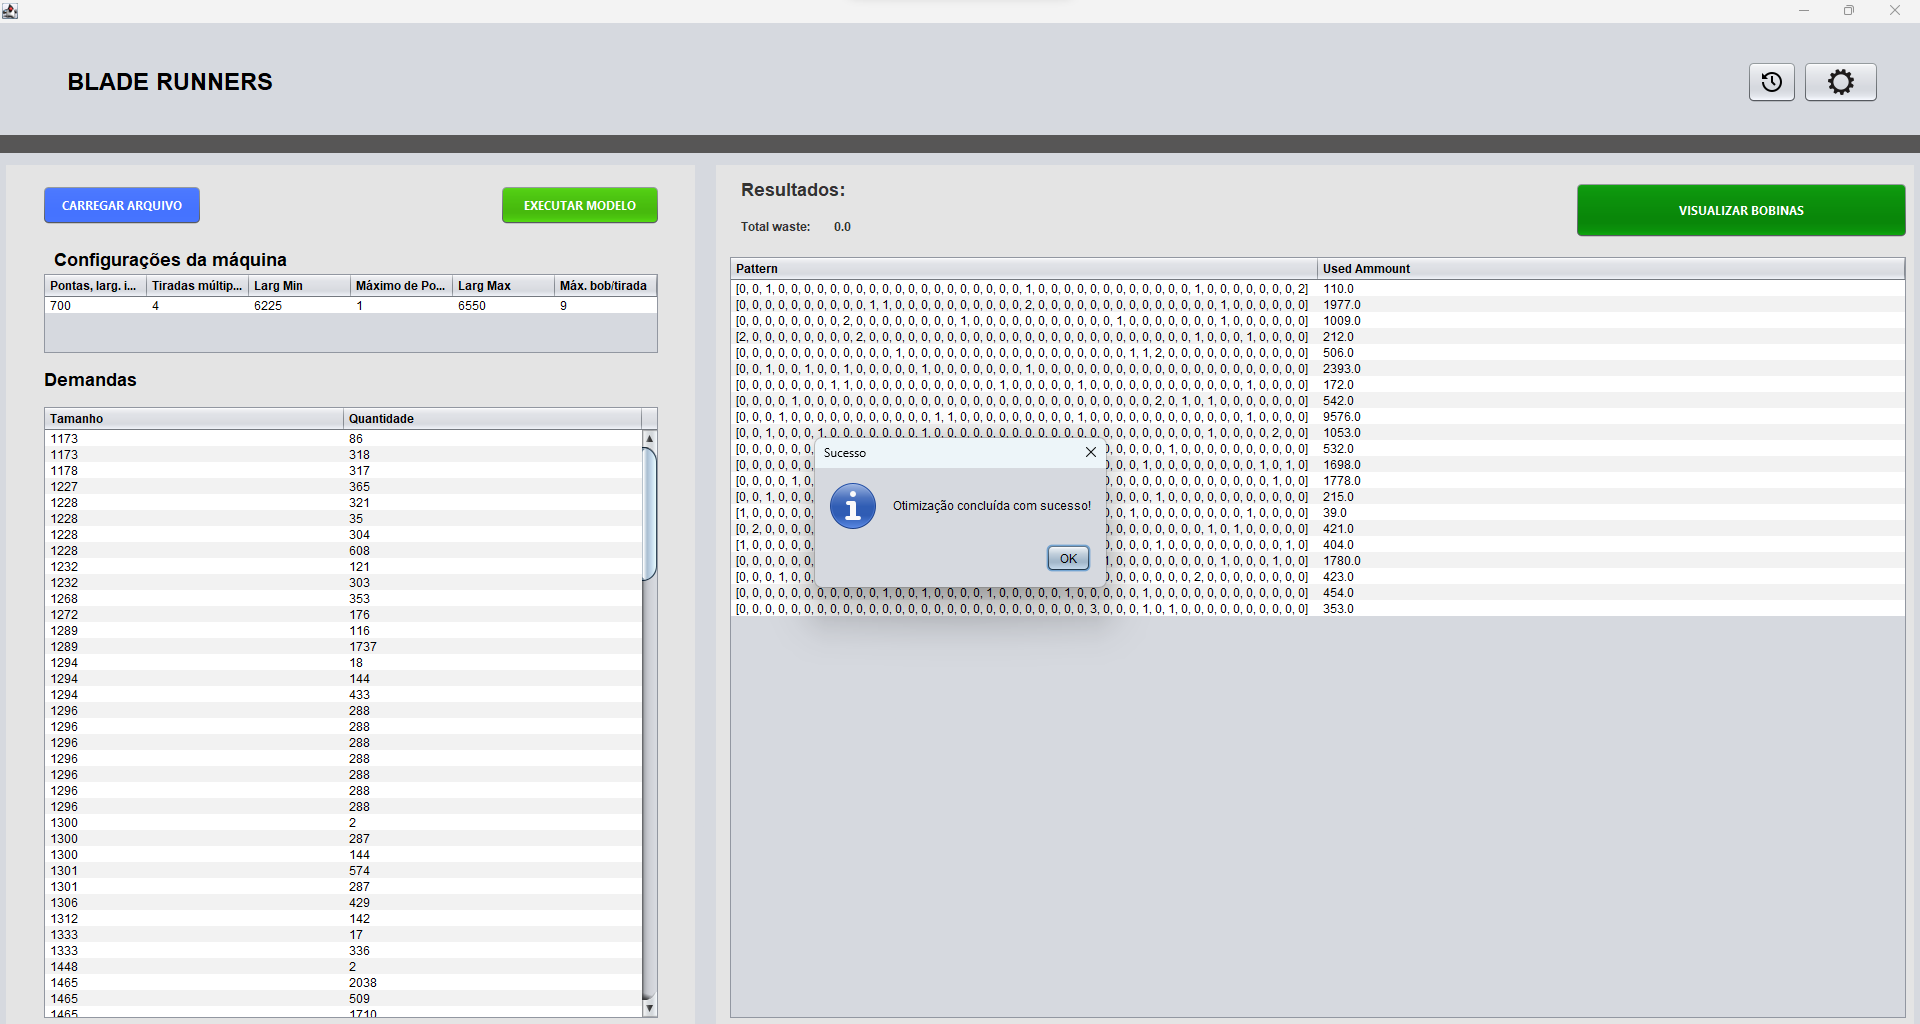 BLADE RUNNERS
CARREGAR ARQUIVO
EXECUTAR MODELO
Configurações da máquina
Pontas, larg. i... Tiradas múltip... Larg Min Máximo de Po... Larg Max Máx. bob/tirada
700 4 6225 1 6550 9
Demandas
Tamanho Quantidade
1173 86
1173 318
1178 317
1227 365
1228 321
1228 35
1228 304
1228 608
1232 121
1232 303
1268 353
1272 176
1289 116
1289 1737
1294 18
1294 144
1294 433
1296 288
1296 288
1296 288
1296 288
1296 288
1296 288
1296 288
1300 2
1300 287
1300 144
1301 574
1301 287
1306 429
1312 142
1333 17
1333 336
1448 2
1465 2038
1465 509
1465 1710
Resultados:
Total waste: 0.0
VISUALIZAR BOBINAS
Pattern Used Ammount
[0, 0, 1, 0, 0, 0, 0, 0, 0, 0, 0, 0, 0, 0, 0, 0, 0, 0, 0, 0, 0, 0, 1, 0, 0, 0, 0, 0, 0, 0, 0, 0, 0, 0, 0, 1, 0, 0, 0, 0, 0, 0, 0, 2] 110.0
[0, 0, 0, 0, 0, 0, 0, 0, 0, 0, 1, 1, 0, 0, 0, 0, 0, 0, 0, 0, 0, 0, 2, 0, 0, 0, 0, 0, 0, 0, 0, 0, 0, 0, 0, 0, 0, 1, 0, 0, 0, 0, 0, 0] 1977.0
[0, 0, 0, 0, 0, 0, 0, 0, 2, 0, 0, 0, 0, 0, 0, 0, 0, 1, 0, 0, 0, 0, 0, 0, 0, 0, 0, 0, 0, 1, 0, 0, 0, 0, 0, 0, 0, 1, 0, 0, 0, 0, 0, 0] 1009.0
[2, 0, 0, 0, 0, 0, 0, 0, 0, 2, 0, 0, 0, 0, 0, 0, 0, 0, 0, 0, 0, 0, 0, 0, 0, 0, 0, 0, 0, 0, 0, 0, 0, 0, 0, 1, 0, 0, 0, 1, 0, 0, 0, 0] 212.0
[0, 0, 0, 0, 0, 0, 0, 0, 0, 0, 0, 0, 1, 0, 0, 0, 0, 0, 0, 0, 0, 0, 0, 0, 0, 0, 0, 0, 0, 0, 1, 1, 2, 0, 0, 0, 0, 0, 0, 0, 0, 0, 0, 0] 506.0
[0, 0, 1, 0, 0, 1, 0, 0, 1, 0, 0, 0, 0, 0, 1, 0, 0, 0, 0, 0, 0, 0, 1, 0, 0, 0, 0, 0, 0, 0, 0, 0, 0, 0, 0, 0, 0, 0, 0, 0, 0, 0, 0, 0] 2393.0
[0, 0, 0, 0, 0, 0, 0, 1, 1, 0, 0, 0, 0, 0, 0, 0, 0, 0, 0, 0, 1, 0, 0, 0, 0, 0, 1, 0, 0, 0, 0, 0, 0, 0, 0, 0, 0, 0, 0, 1, 0, 0, 0, 0] 172.0
[0, 0, 0, 0, 1, 0, 0, 0, 0, 0, 0, 0, 0, 0, 0, 0, 0, 0, 0, 0, 0, 0, 0, 0, 0, 0, 0, 0, 0, 0, 0, 0, 2, 0, 1, 0, 1, 0, 0, 0, 0, 0, 0, 0] 542.0
[0, 0, 0, 1, 0, 0, 0, 0, 0, 0, 0, 0, 0, 0, 0, 1, 1, 0, 0, 0, 0, 0, 0, 0, 0, 0, 1, 0, 0, 0, 0, 0, 0, 0, 0, 0, 0, 0, 0, 1, 0, 0, 0, 0] 9576.0
[0, 0, 1, 0, 0, 0, 1, 0, 0, 0, 0, 0, 0, 0, 1, 0, 0, 0, 0, 0, 0, 0, 0, 0, 0, 0, 0, 0, 0, 0, 0, 0, 0, 0, 0, 0, 1, 0, 0, 0, 0, 2, 0, 0] 1053.0
[0, 0, 0, 0, 0, 0, 0, 0, 0, 0, 1, 0, 0, 0, 0, 0, 0, 0, 0, 0, 0] 532.0
[0, 0, 0, 0, 0, 0, 0, 0, 1, 0, 0, 0, 0, 0, 0, 0, 0, 1, 0, 1, 0] 1698.0
[0, 0, 0, 0, 1, 0, 0, 0, 0, 0, 0, 0, 0, 0, 0, 0, 0, 0, 1, 0, 0] 1778.0
[0, 0, 1, 0, 0, 0, 0, 0, 0, 1, 0, 0, 0, 0, 0, 0, 0, 0, 0, 0, 0] 215.0
[1, 0, 0, 0, 0, 0, 0, 1, 0, 0, 0, 0, 0, 0, 0, 0, 1, 0, 0, 0, 0] 39.0
[0, 2, 0, 0, 0, 0, 0, 0, 0, 0, 0, 0, 0, 1, 0, 1, 0, 0, 0, 0, 0] 421.0
[1, 0, 0, 0, 0, 0, 0, 0, 0, 1, 0, 0, 0, 0, 0, 0, 0, 0, 0, 1, 0] 404.0
[0, 0, 0, 0, 0, 0, 0, 0, 0, 0, 0, 0, 0, 0, 1, 0, 0, 0, 1, 0, 0] 1780.0
[0, 0, 0, 1, 0, 0, 0, 0, 0, 0, 0, 0, 2, 0, 0, 0, 0, 0, 0, 0, 0] 423.0
[0, 0, 0, 0, 0, 0, 0, 0, 0, 0, 0, 1, 0, 0, 1, 0, 0, 0, 0, 1, 0, 0, 0, 0, 0, 1, 0, 0, 0, 0, 0, 1, 0, 0, 0, 0, 0, 0, 0, 0, 0, 0, 0, 0] 454.0
[0, 0, 0, 0, 0, 0, 0, 0, 0, 0, 0, 0, 0, 0, 0, 0, 0, 0, 0, 0, 0, 0, 0, 0, 0, 0, 0, 3, 0, 0, 0, 1, 0, 1, 0, 0, 0, 0, 0, 0, 0, 0, 0, 0] 353.0
Sucesso
Otimização concluída com sucesso!
OK